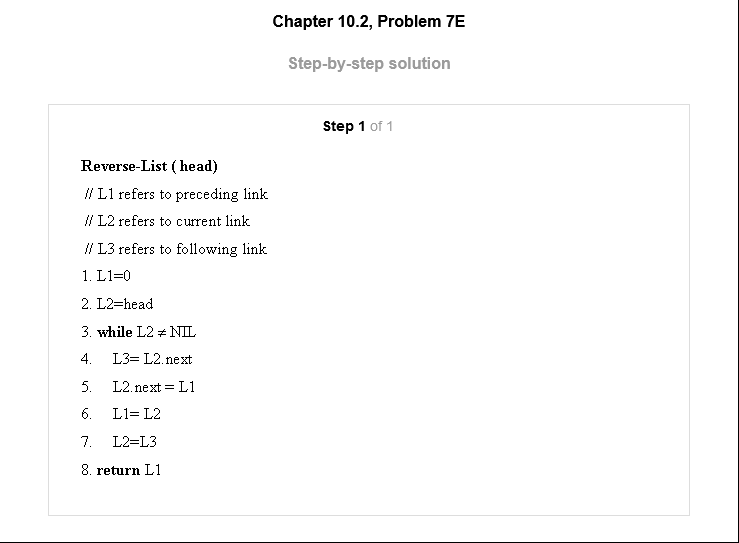 Chapter 10.2, Problem 7E
Step-by-step solution
Step 1 of 1
Reverse-List ( head)
// L1 refers to preceding link
// L2 refers to current link
// L3 refers to following link
1. L1=0
2. L2=head
3. while L2 ≠ NIL
4. L3= L2.next
5. L2.next = L1
6. L1= L2
7. L2=L3
8. return L1